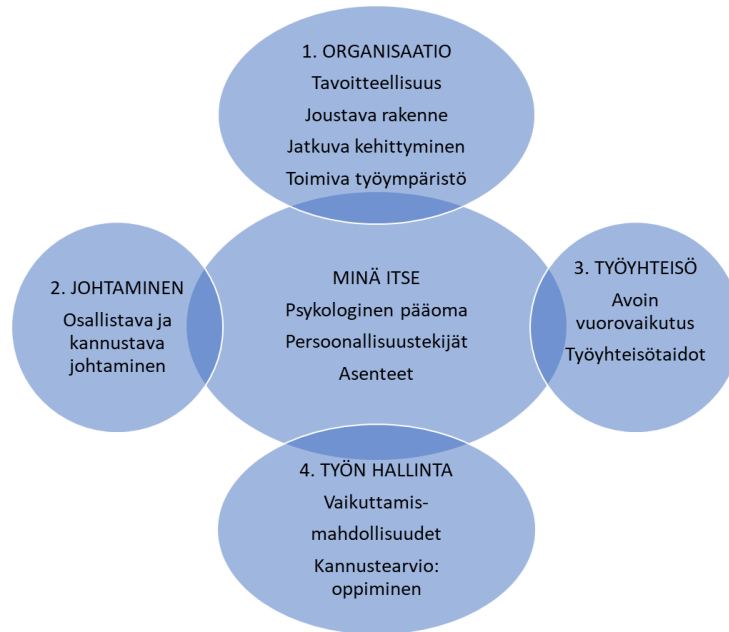 1. ORGANISAATIO
Tavoitteellisuus
Joustava rakenne
Jatkuva kehittyminen
Toimiva työympäristö
2. JOHTAMINEN
Osallistava ja
kannustava
johtaminen
MINÄ ITSE
Psykologinen pääoma
Persoonallisuustekijät
Asenteet
3. TYÖYHTEISÖ
Avoin
vuorovaikutus
Työyhteisötaidot
4. TYÖN HALLINTA
Vaikuttamis-
mahdollisuudet
Kannustearvio:
oppiminen